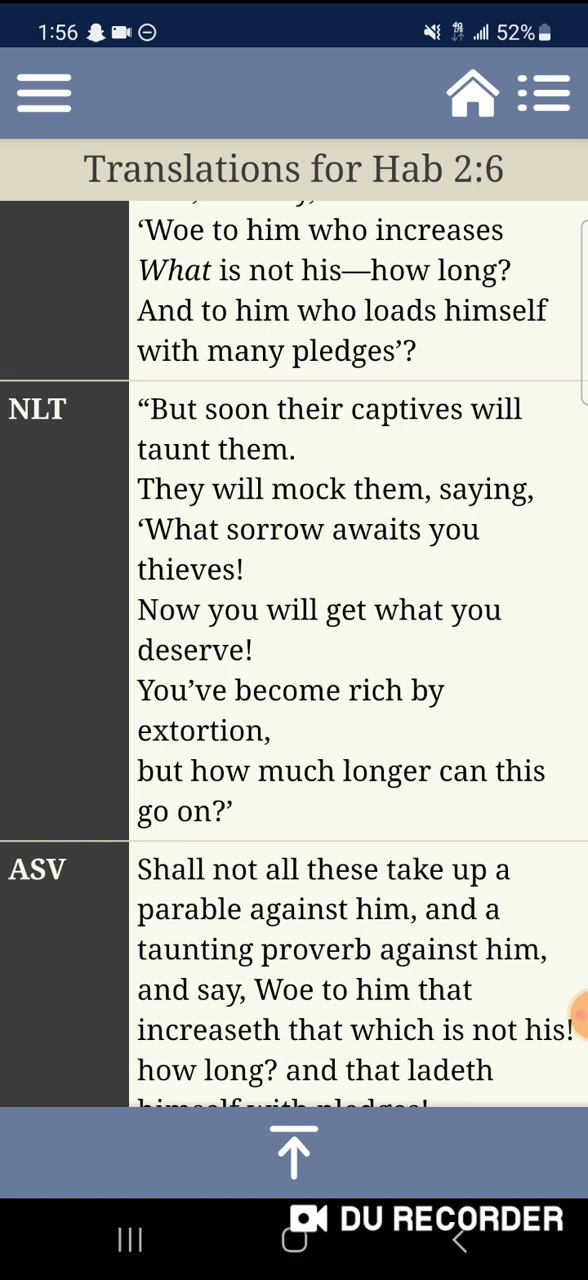 1:56
52%
Translations for Hab 2:6
‘Woe to him who increases
What is not his—how long?
And to him who loads himself
with many pledges’?
NLT
“But soon their captives will
taunt them.
They will mock them, saying,
‘What sorrow awaits you
thieves!
Now you will get what you
deserve!
You’ve become rich by
extortion,
but how much longer can this
go on?’
ASV
Shall not all these take up a
parable against him, and a
taunting proverb against him,
and say, Woe to him that
increaseth that which is not his!
how long? and that ladeth
himself with pledges!
DU RECORDER